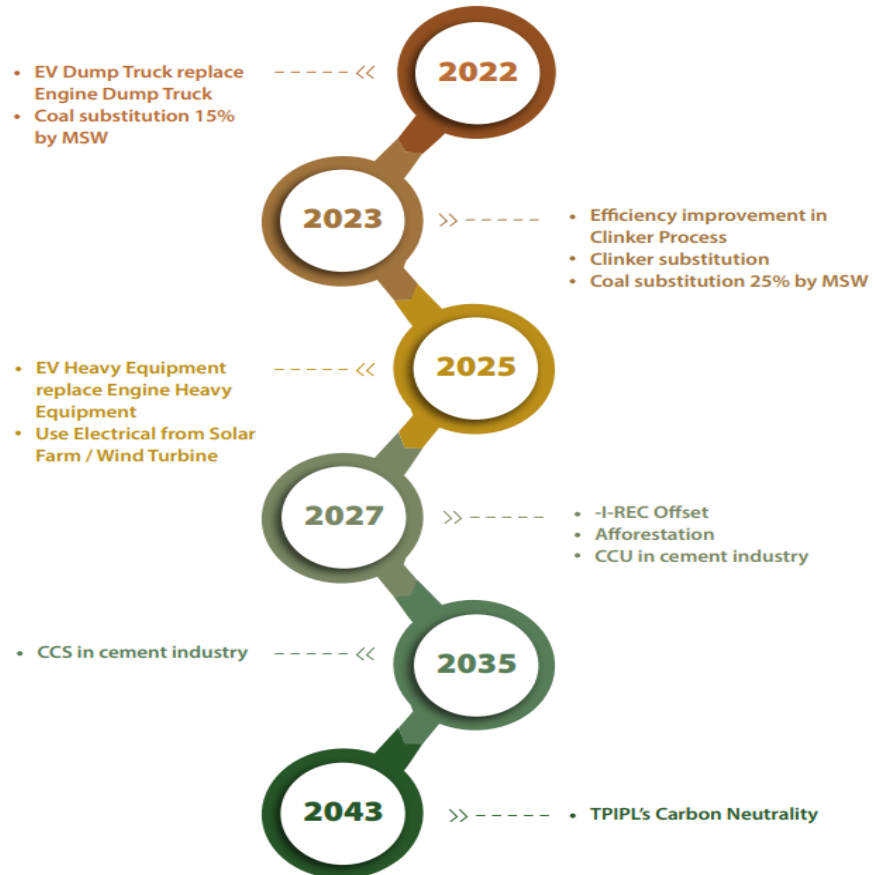 2022
• EV Dump Truck replace
Engine Dump Truck
• Coal substitution 15%
by MSW
2023
• Efficiency improvement in
Clinker Process
• Clinker substitution
• Coal substitution 25% by MSW
2025
• EV Heavy Equipment
replace Engine Heavy
Equipment
• Use Electrical from Solar
Farm / Wind Turbine
2027
• -I-REC Offset
• Afforestation
• CCU in cement industry
2035
• CCS in cement industry
2043
• TPIPL's Carbon Neutrality